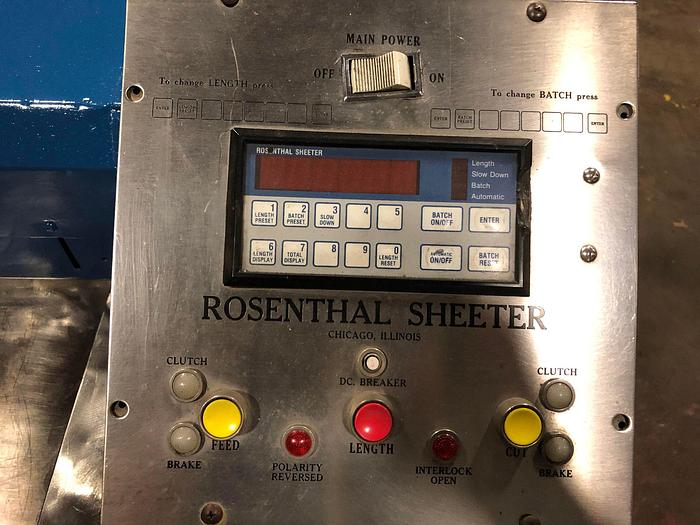 MAIN POWER
OFF
ON
To change LENGTH press
To change BATCH press
ENTER
ENTER
BATCH PRESET
ENTER
ROSENTHAL SHEETER
Length
Slow Down
Batch
Automatic
1
LENGTH
PRESET
2
BATCH
PRESET
3
SLOW
DOWN
4
5
BATCH
ON/OFF
ENTER
6
LENGTH
DISPLAY
7
TOTAL
DISPLAY
8
9
0
LENGTH
RESET
AUTOMATIC
ON/OFF
BATCH
RESET
ROSENTHAL SHEETER
CHICAGO, ILLINOIS
CLUTCH
DC. BREAKER
CLUTCH
FEED
LENGTH
CUT
BRAKE
POLARITY
REVERSED
INTERLOCK
OPEN
BRAKE